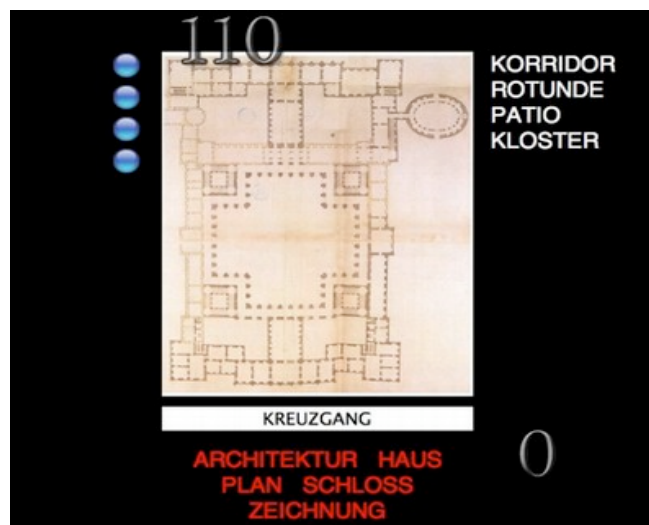 110
KORRIDOR
ROTUNDE
PATIO
KLOSTER
KREUZGANG
ARCHITEKTUR HAUS
PLAN SCHLOSS
ZEICHNUNG
0